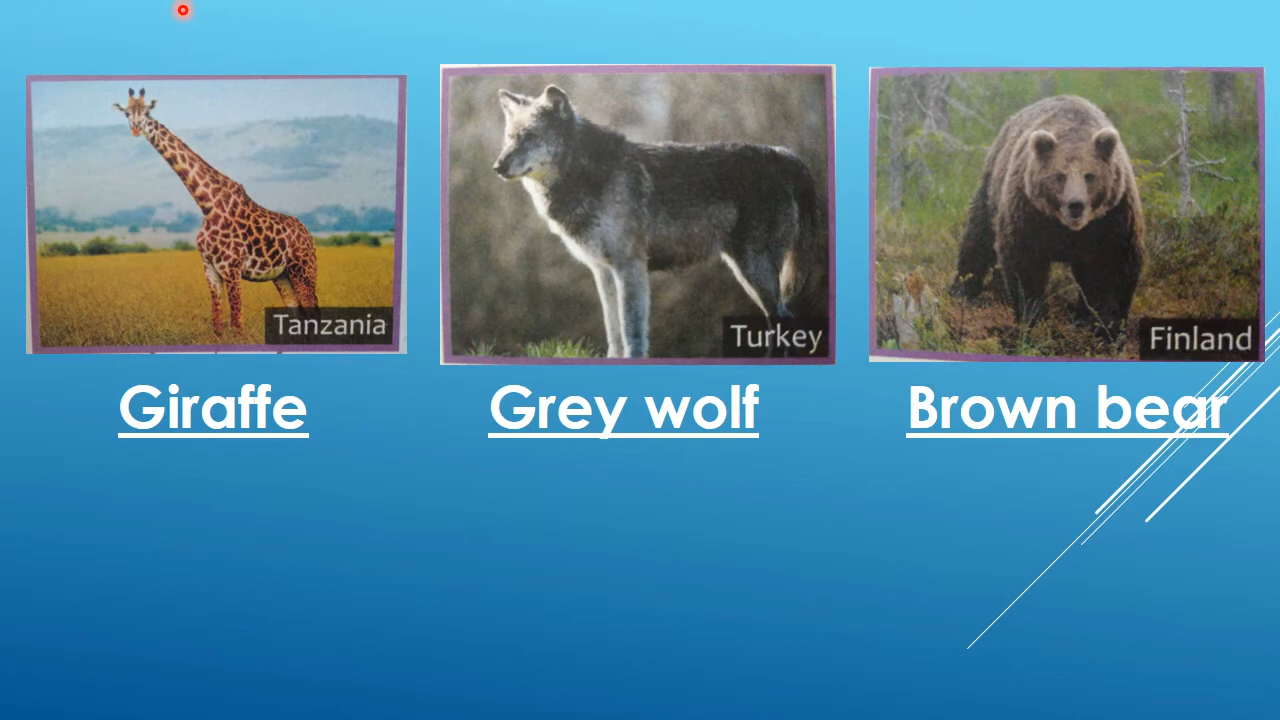 Tanzania
Turkey
Finland
Giraffe
Grey wolf
Brown bear